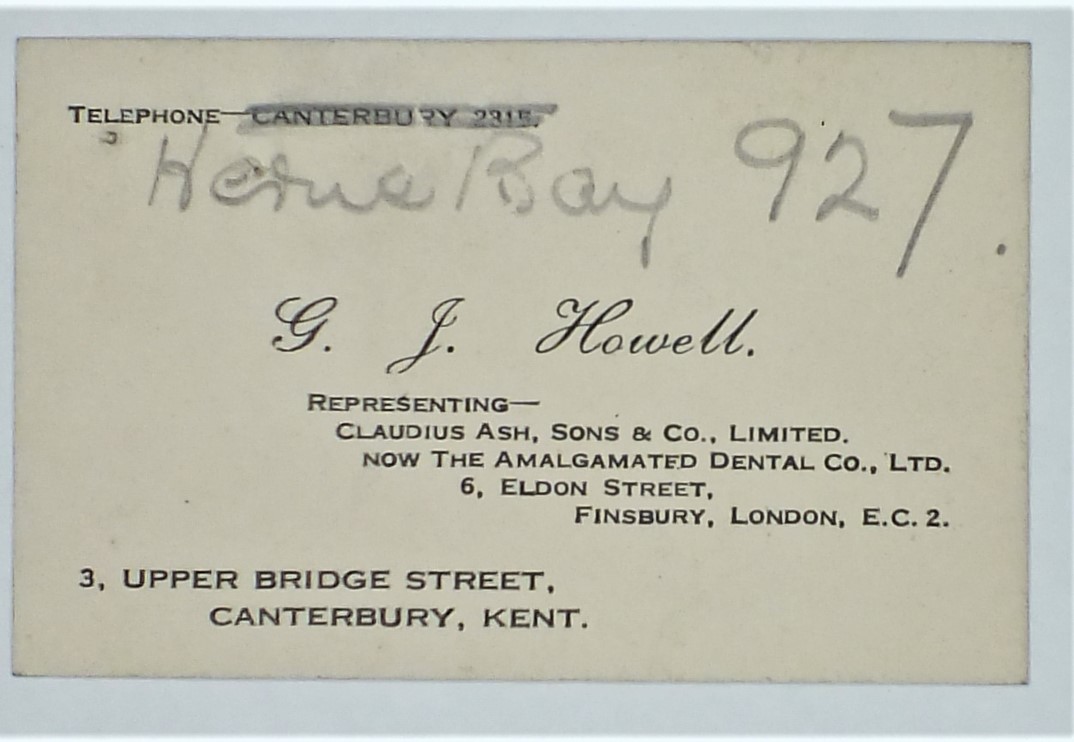 TELEPHONE—CANTERBURY 2315.
Herne Bay 927.
G. J. Howell.
REPRESENTING—
CLAUDIUS ASH, SONS & CO., LIMITED.
NOW THE AMALGAMATED DENTAL CO., LTD.
6, ELDON STREET,
FINSBURY, LONDON, E.C. 2.
3, UPPER BRIDGE STREET,
CANTERBURY, KENT.